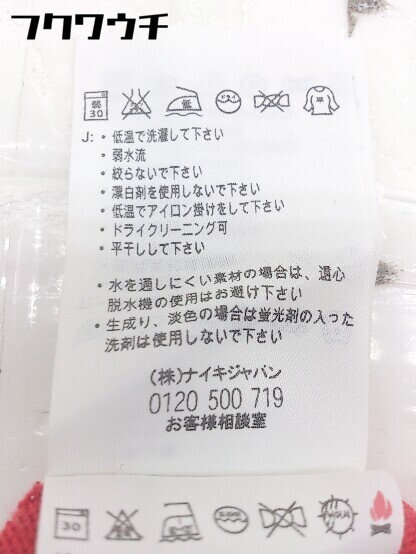 フクワウチ
弱 30 低 ドライ 平
J: ・低温で洗濯して下さい
・弱水流
・絞らないで下さい
・漂白剤を使用しないで下さい
・低温でアイロン掛けをして下さい
・ドライクリーニング可
・平干しして下さい
・水を通しにくい素材の場合は、遠心
脱水機の使用はお避け下さい
・生成り、淡色の場合は蛍光剤の入った
洗剤は使用しないで下さい
(株)ナイキジャパン
0120 500 719
お客様相談室
30